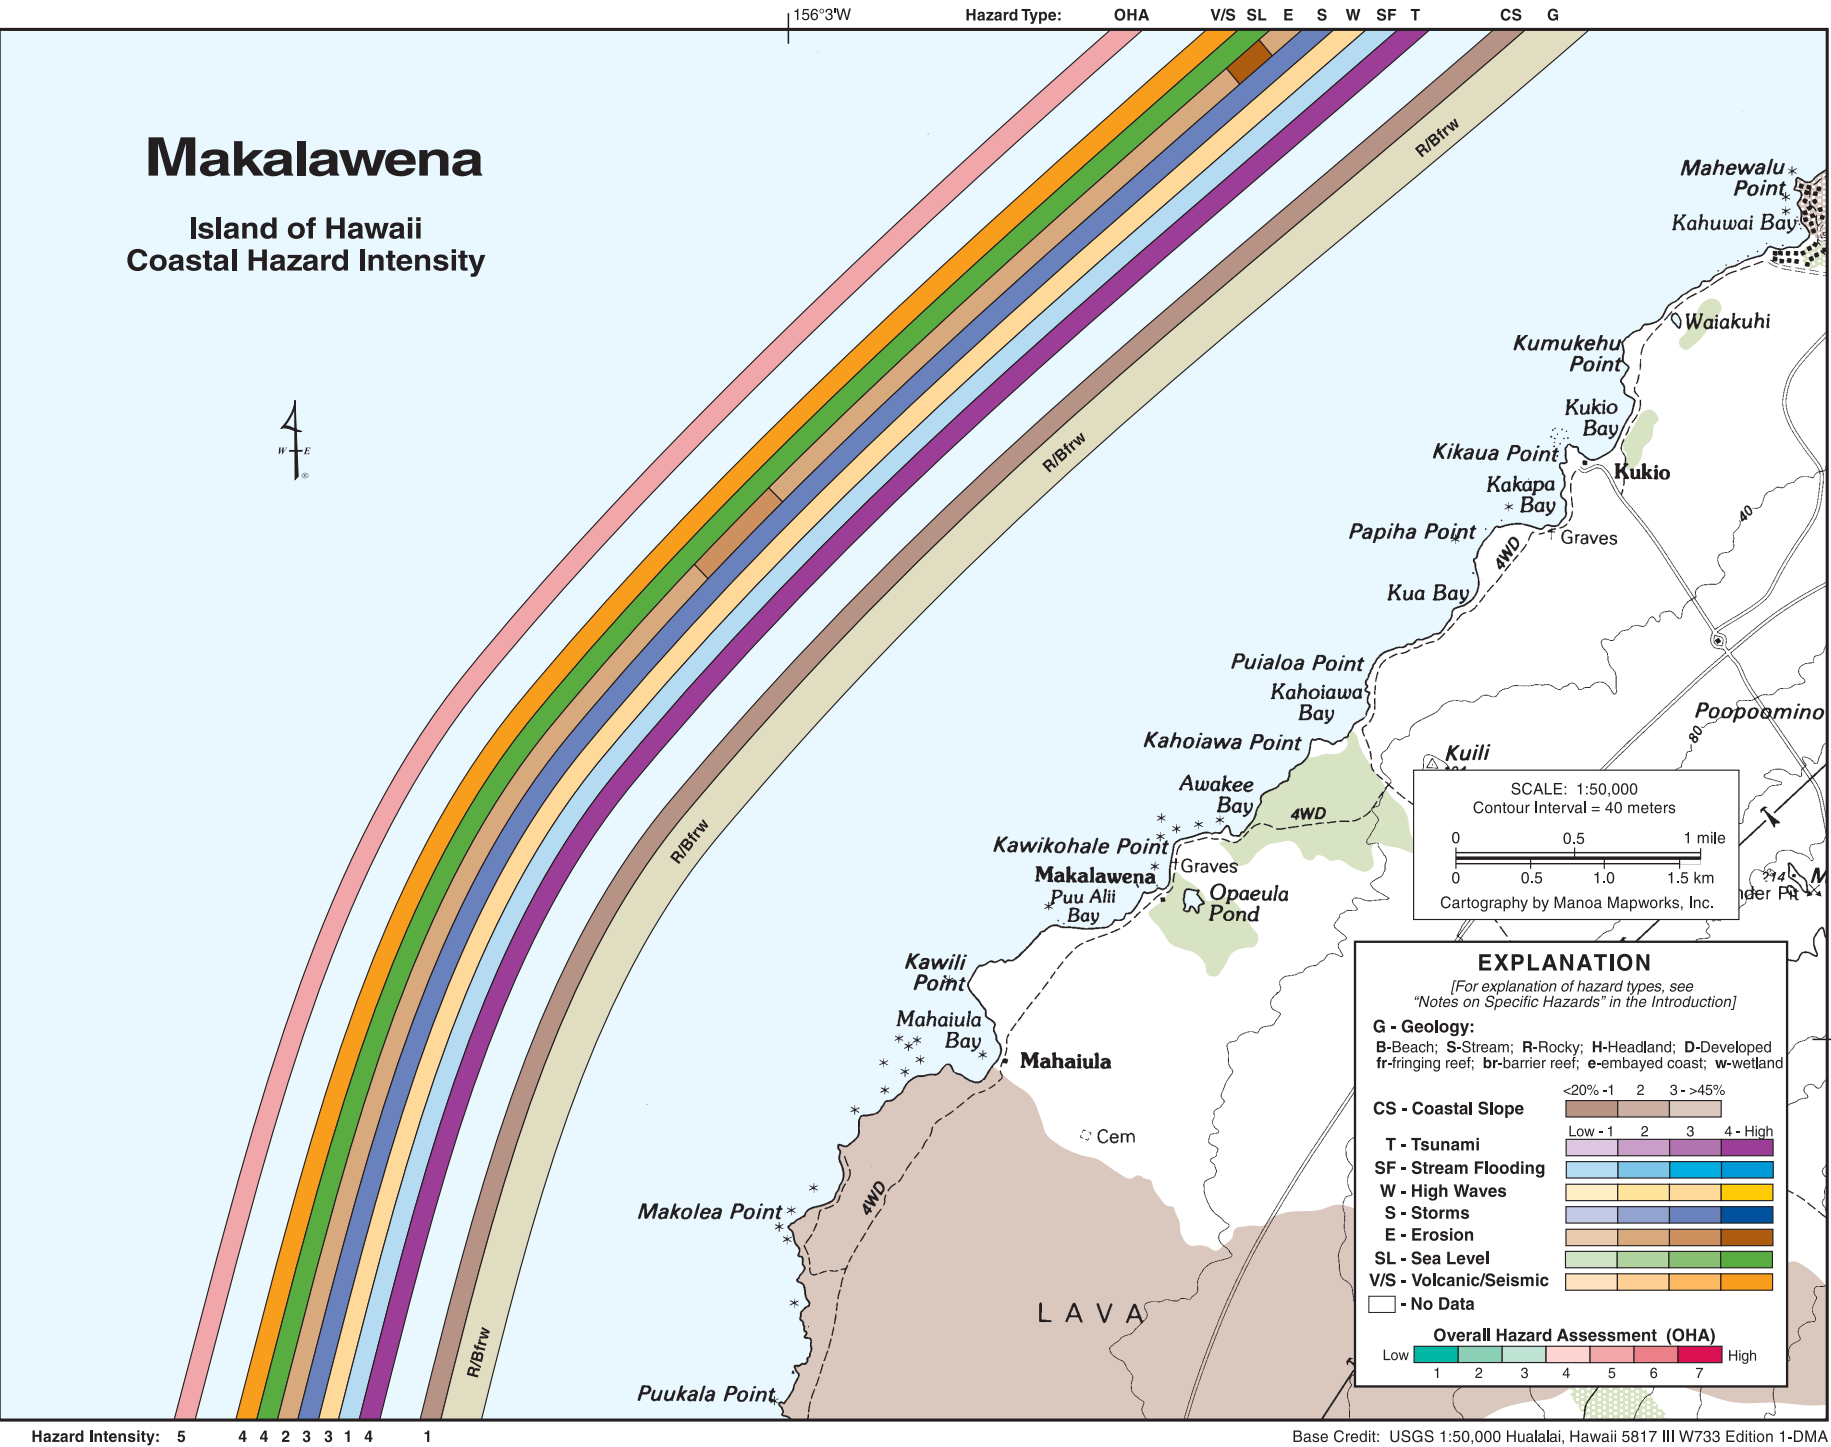 156°3'W
Hazard Type: OHA V/S SL E S W SF T CS G
Makalawena
Island of Hawaii
Coastal Hazard Intensity
W E
R/Bfrw
R/Bfrw
R/Bfrw
R/Bfrw
Mahewalu
Point
Kahuwai Bay
Waiakuhi
Kumukehu
Point
Kukio
Bay
Kikaua Point
Kukio
Kakapa
Bay
40
Papiha Point
Graves
4WD
Kua Bay
Puialoa Point
Kahoiawa
Bay
Poopoomino
80
Kahoiawa Point
Kuili
Awakee
Bay
4WD
Kawikohale Point
Graves
Makalawena
Puu Alii
Bay
Opaeula
Pond
214
M
nder Pit
Kawili
Point
Mahaiula
Bay
Mahaiula
Cem
4WD
Makolea Point
LAVA
Puukala Point
SCALE: 1:50,000
Contour Interval = 40 meters
0 0.5 1 mile
0 0.5 1.0 1.5 km
Cartography by Manoa Mapworks, Inc.
EXPLANATION
[For explanation of hazard types, see
“Notes on Specific Hazards” in the Introduction]
G - Geology:
B-Beach; S-Stream; R-Rocky; H-Headland; D-Developed
fr-fringing reef; br-barrier reef; e-embayed coast; w-wetland
<20% -1 2 3 - >45%
CS - Coastal Slope
Low - 1 2 3 4 - High
T - Tsunami
SF - Stream Flooding
W - High Waves
S - Storms
E - Erosion
SL - Sea Level
V/S - Volcanic/Seismic
- No Data
Overall Hazard Assessment (OHA)
Low High
1 2 3 4 5 6 7
Hazard Intensity: 5 4 4 2 3 3 1 4 1
Base Credit: USGS 1:50,000 Hualalai, Hawaii 5817 III W733 Edition 1-DMA